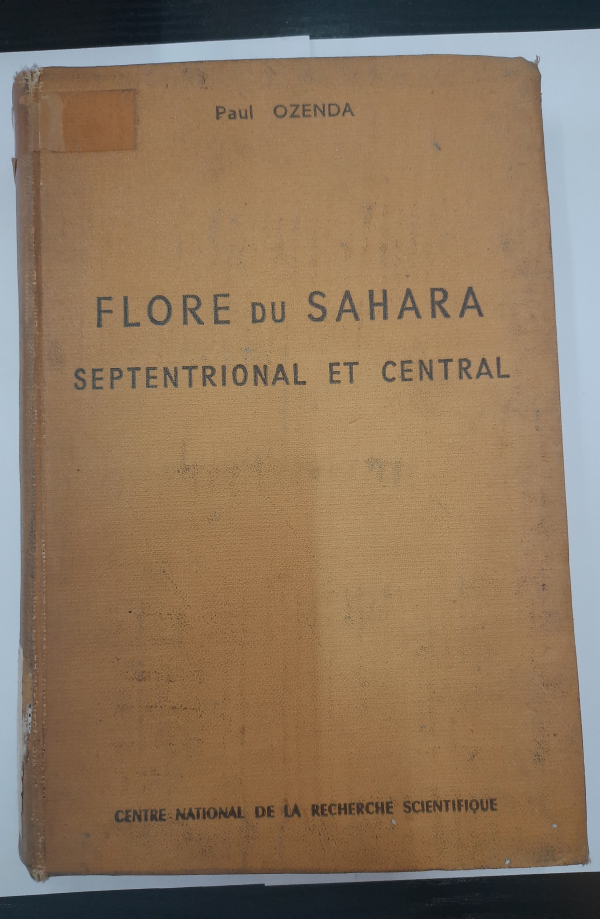 Paul OZENDA
FLORE DU SAHARA
SEPTENTRIONAL ET CENTRAL
CENTRE NATIONAL DE LA RECHERCHE SCIENTIFIQUE